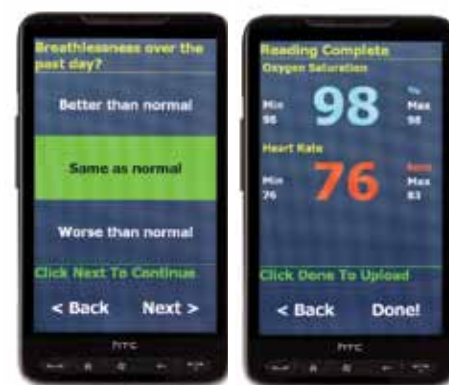 Breathlessness over the
past day?
Better than normal
Same as normal
Worse than normal
Click Next To Continue
< Back Next >
hTC
Reading Complete
Oxygen Saturation
%
Min
98
98
Max
98
Heart Rate
Min
76
76
Max
83
Click Done To Upload
< Back Done!
hTC